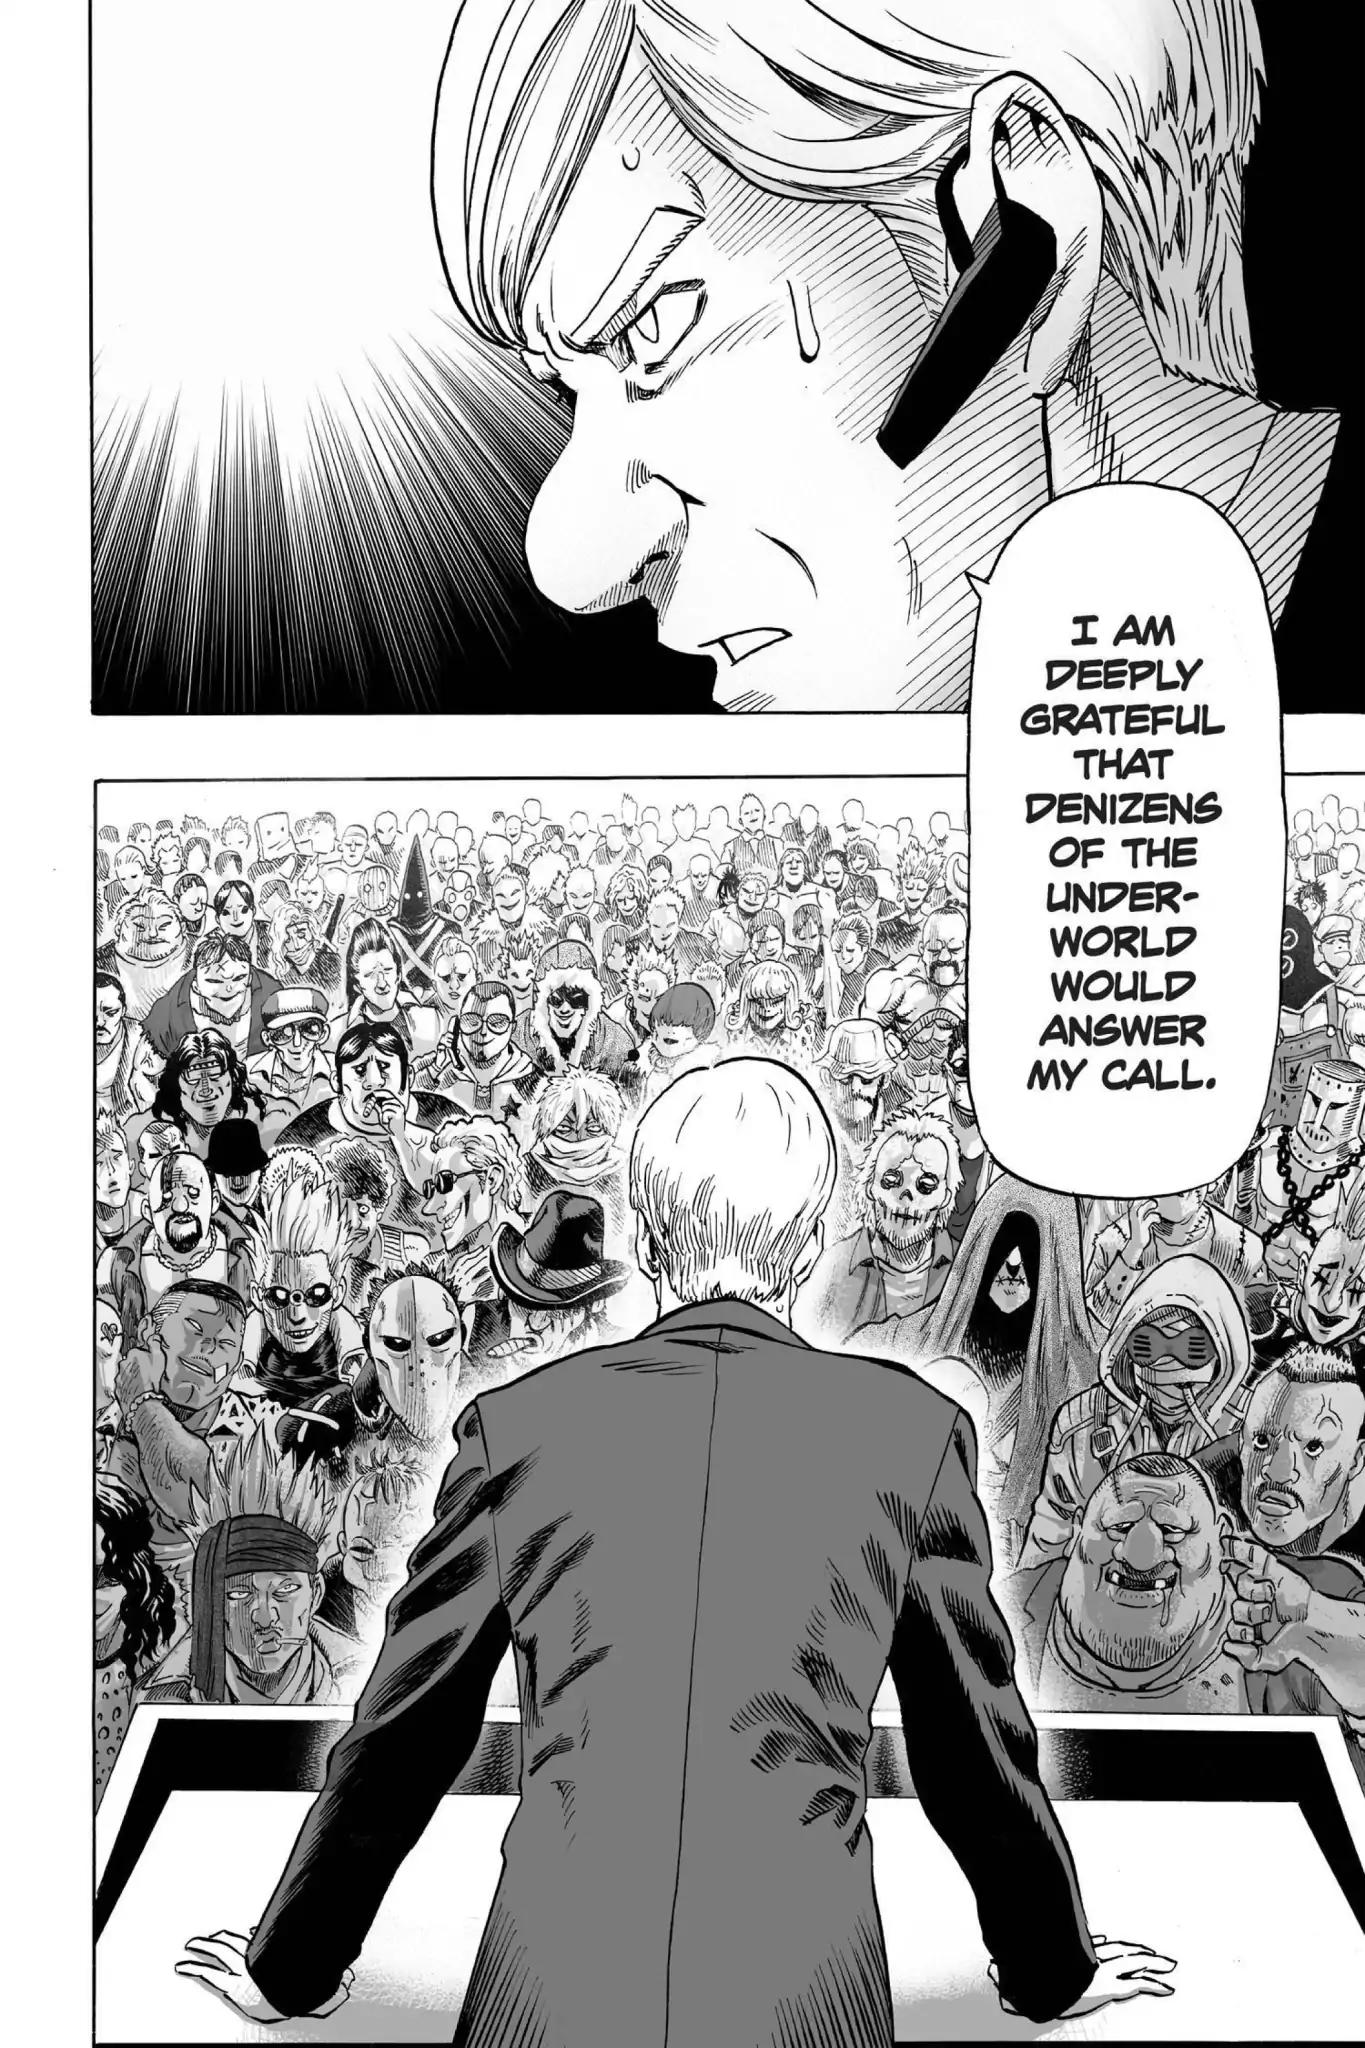 I AM
DEEPLY
GRATEFUL
THAT
DENIZENS
OF THE
UNDER-
WORLD
WOULD
ANSWER
MY CALL.